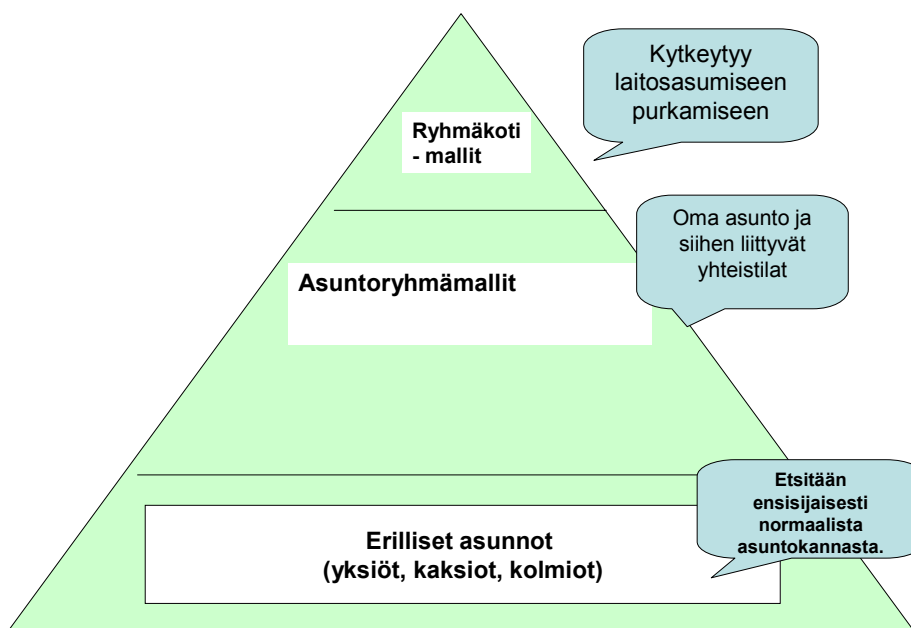 Kytkeytyy
laitosasumiseen
purkamiseen
Ryhmäkoti
- mallit
Oma asunto ja
siihen liittyvät
yhteistilat
Asuntoryhmämallit
Etsitään
ensisijaisesti
normaalista
asuntokannasta.
Erilliset asunnot
(yksiöt, kaksiot, kolmiot)